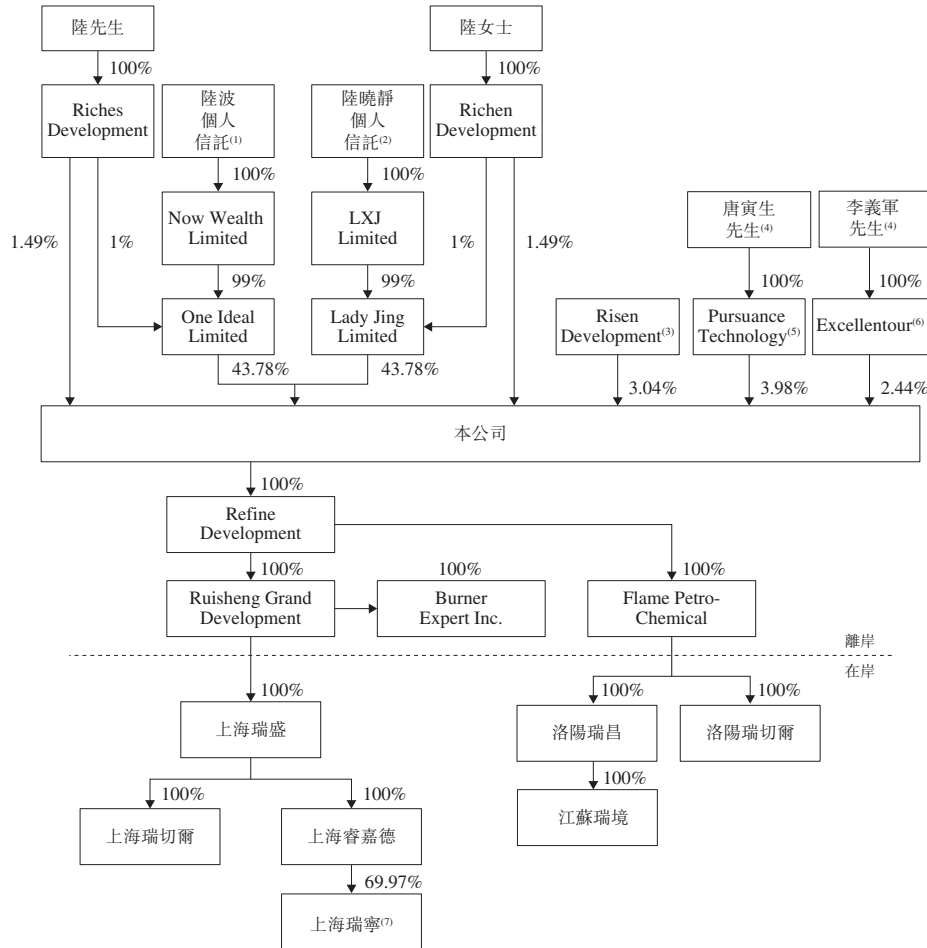 陸先生
陸女士
100%
100%
Riches
Development
陸波
個人
信託(1)
陸曉靜
個人
信託(2)
Richen
Development
100%
100%
Now Wealth
Limited
LXJ
Limited
唐寅生
先生(4)
李義軍
先生(4)
1.49%
1%
1%
1.49%
99%
99%
100%
100%
One Ideal
Limited
Lady Jing
Limited
Risen
Development(3)
Pursuance
Technology(5)
Excellentour(6)
43.78%
43.78%
3.04%
3.98%
2.44%
本公司
100%
Refine
Development
100%
100%
100%
Ruisheng Grand
Development
Burner
Expert Inc.
Flame Petro-
Chemical
離岸
在岸
100%
100%
100%
上海瑞盛
洛陽瑞昌
洛陽瑞切爾
100%
100%
100%
上海瑞切爾
上海睿嘉德
江蘇瑞境
69.97%
上海瑞寧(7)